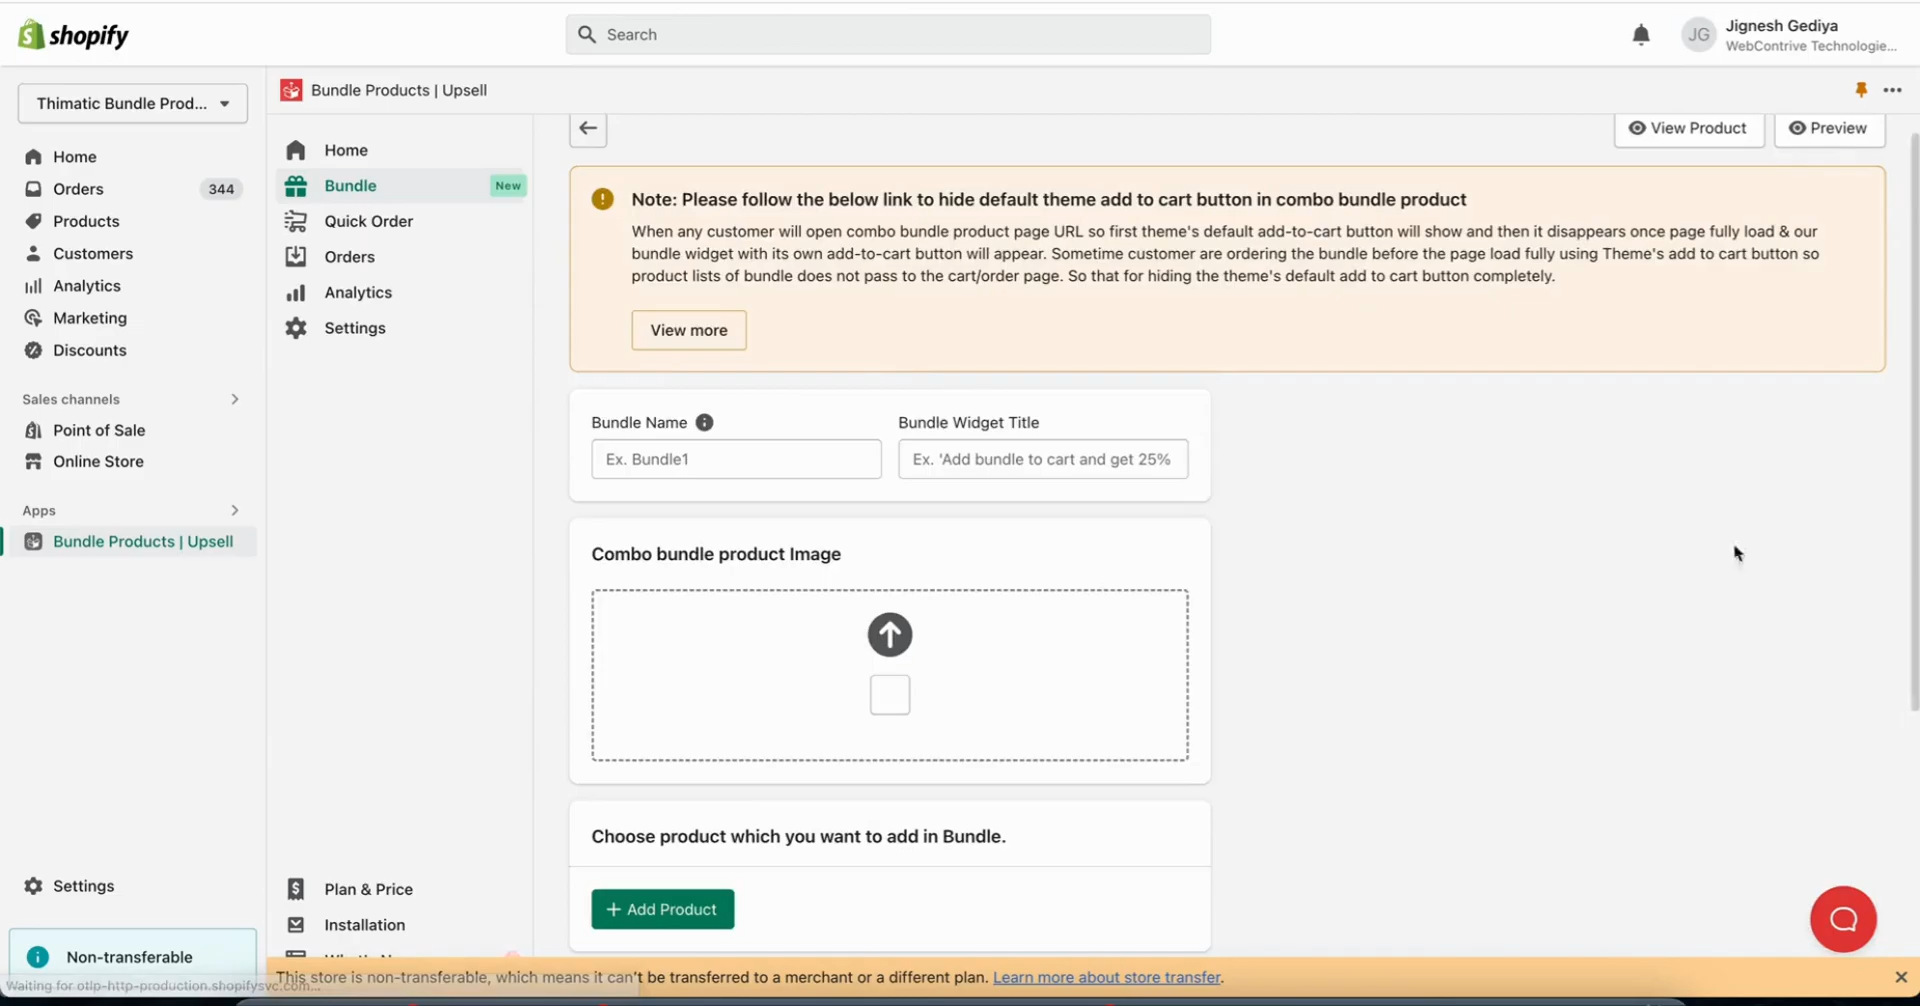 shopify
Search
JG
Jignesh Gediya
WebContrive Technologie...
Thimatic Bundle Prod...
Bundle Products | Upsell
Home
Orders
344
Products
Customers
Analytics
Marketing
Discounts
Sales channels
Point of Sale
Online Store
Apps
Bundle Products | Upsell
Settings
Non-transferable
Waiting for otlp-http-production.shopifysvc.com...
Home
Bundle
New
Quick Order
Orders
Analytics
Settings
Plan & Price
Installation
View Product
Preview
Note: Please follow the below link to hide default theme add to cart button in combo bundle product
When any customer will open combo bundle product page URL so first theme's default add-to-cart button will show and then it disappears once page fully load & our
bundle widget with its own add-to-cart button will appear. Sometime customer are ordering the bundle before the page load fully using Theme's add to cart button so
product lists of bundle does not pass to the cart/order page. So that for hiding the theme's default add to cart button completely.
View more
Bundle Name
Bundle Widget Title
Ex. Bundle1
Ex. 'Add bundle to cart and get 25%
Combo bundle product Image
Choose product which you want to add in Bundle.
+ Add Product
This store is non-transferable, which means it can't be transferred to a merchant or a different plan. Learn more about store transfer.